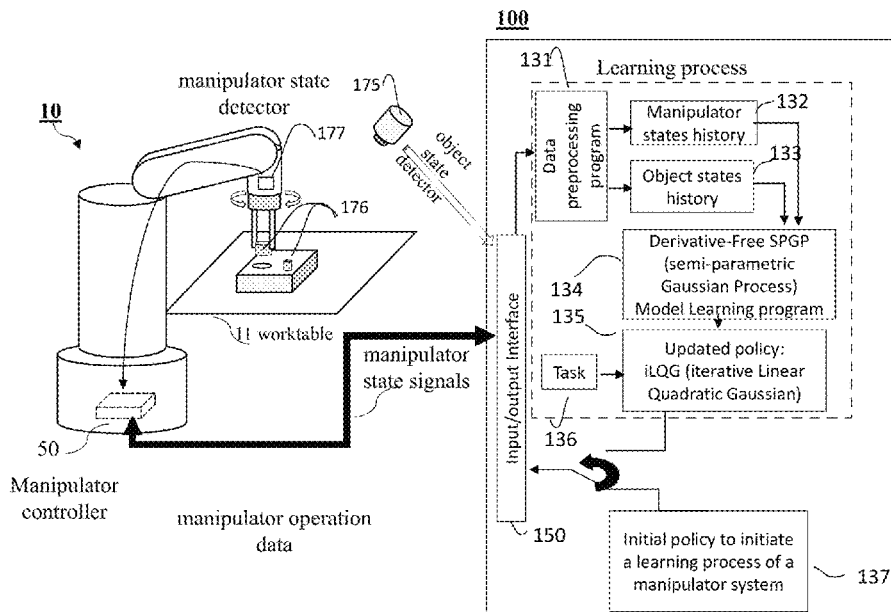 100
131
Learning process
manipulator state
detector
175
10
177
object
state
detector
Data
preprocessing
program
Manipulator
states history
132
Object states
history
133
176
Derivative-Free SPGP
(semi-parametric
Gaussian Process)
Model Learning program
134
135
11 worktable
manipulator
state signals
Input/output Interface
Task
Updated policy:
iLQG (iterative Linear
Quadratic Gaussian)
136
50
Manipulator
controller
manipulator operation
data
150
Initial policy to initiate
a learning process of a
manipulator system
137